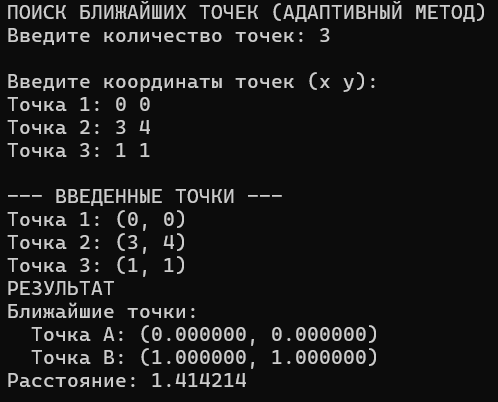 ПОИСК БЛИЖАЙШИХ ТОЧЕК (АДАПТИВНЫЙ МЕТОД)
Введите количество точек: 3
Введите координаты точек (x y):
Точка 1: 0 0
Точка 2: 3 4
Точка 3: 1 1
--- ВВЕДЕННЫЕ ТОЧКИ ---
Точка 1: (0, 0)
Точка 2: (3, 4)
Точка 3: (1, 1)
РЕЗУЛЬТАТ
Ближайшие точки:
Точка A: (0.000000, 0.000000)
Точка B: (1.000000, 1.000000)
Расстояние: 1.414214